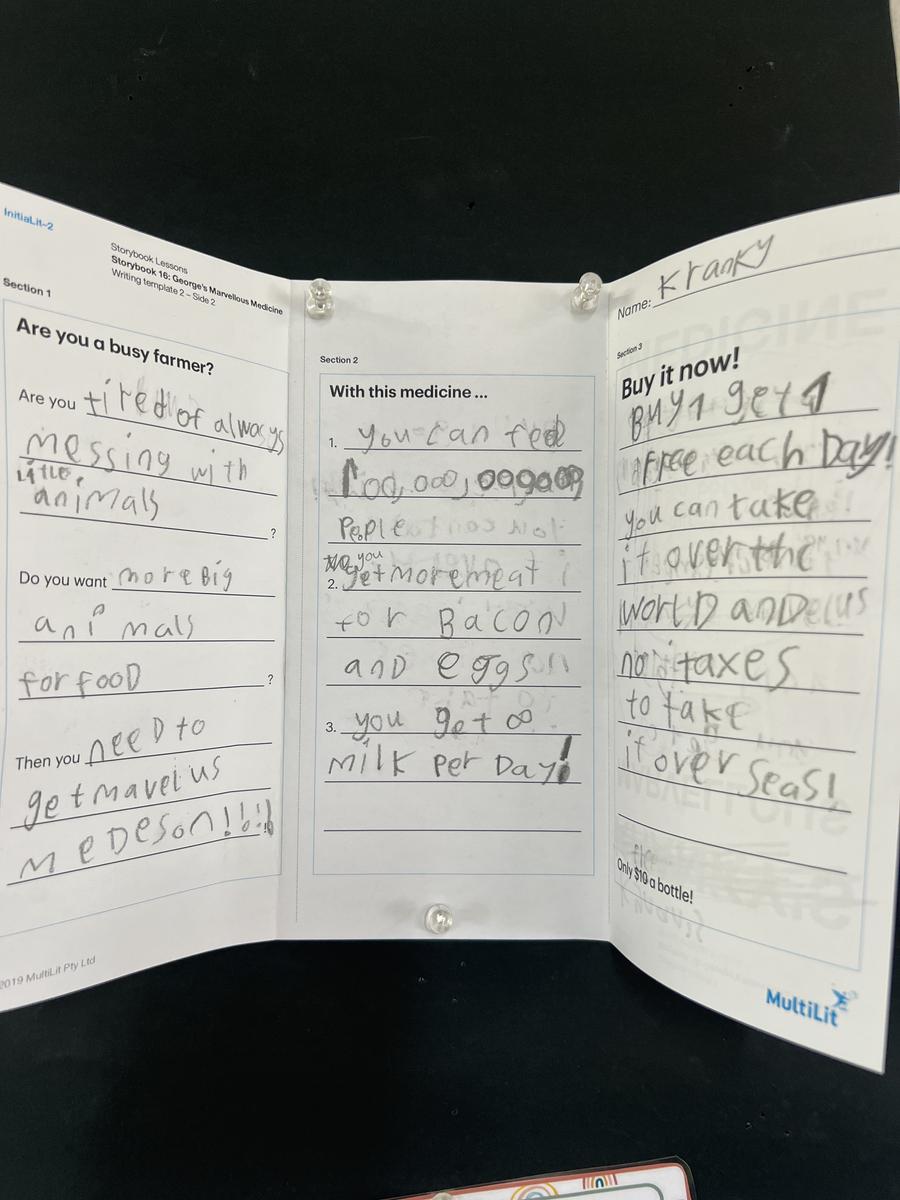 InitiaLit-2
Storybook Lessons
Storybook 16: George's Marvellous Medicine
Writing template 2 – Side 2
Section 1
Are you a busy farmer?
Are you tired of always
messing with
little
animals
?
Do you want more Big
animals
for fooD
?
Then you neeD to
get mavelus
meDeson!!!!
2019 MultiLit Pty Ltd
Section 2
With this medicine ...
1. you can feed
PeoPle
you
2. get more meat
for Bacon
anD eggs
3. you get ∞
milk Per Day!
Name: Kranky
Section 3
Buy it now!
Buy 1 get 1
free each Day!
you can take
it over the
worlD anD
no taxes
to take
it over seas!
Only $10 a bottle!
MultiLit